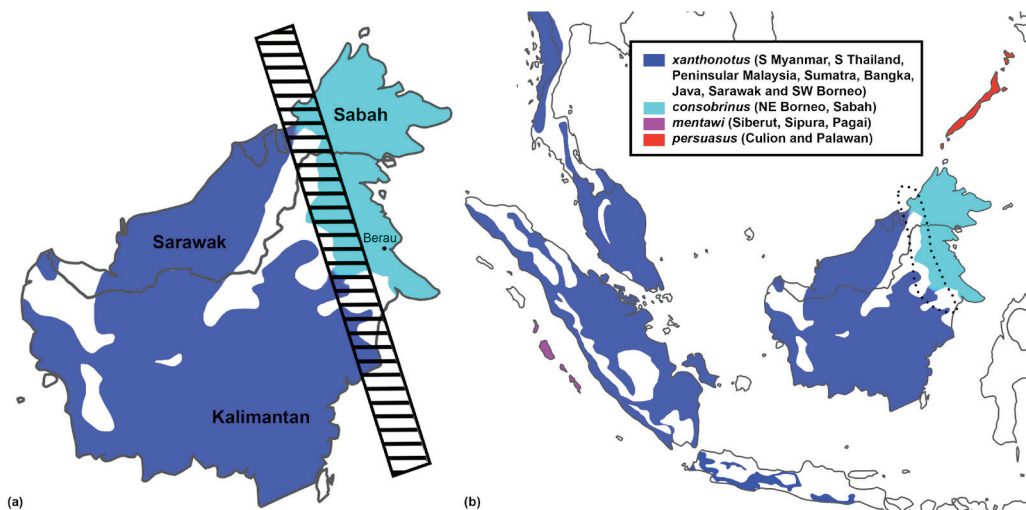 Sabah
Berau
Sarawak
Kalimantan
(a)
xanthonotus (S Myanmar, S Thailand,
Peninsular Malaysia, Sumatra, Bangka,
Java, Sarawak and SW Borneo)
consobrinus (NE Borneo, Sabah)
mentawi (Siberut, Sipura, Pagai)
persuasus (Culion and Palawan)
(b)